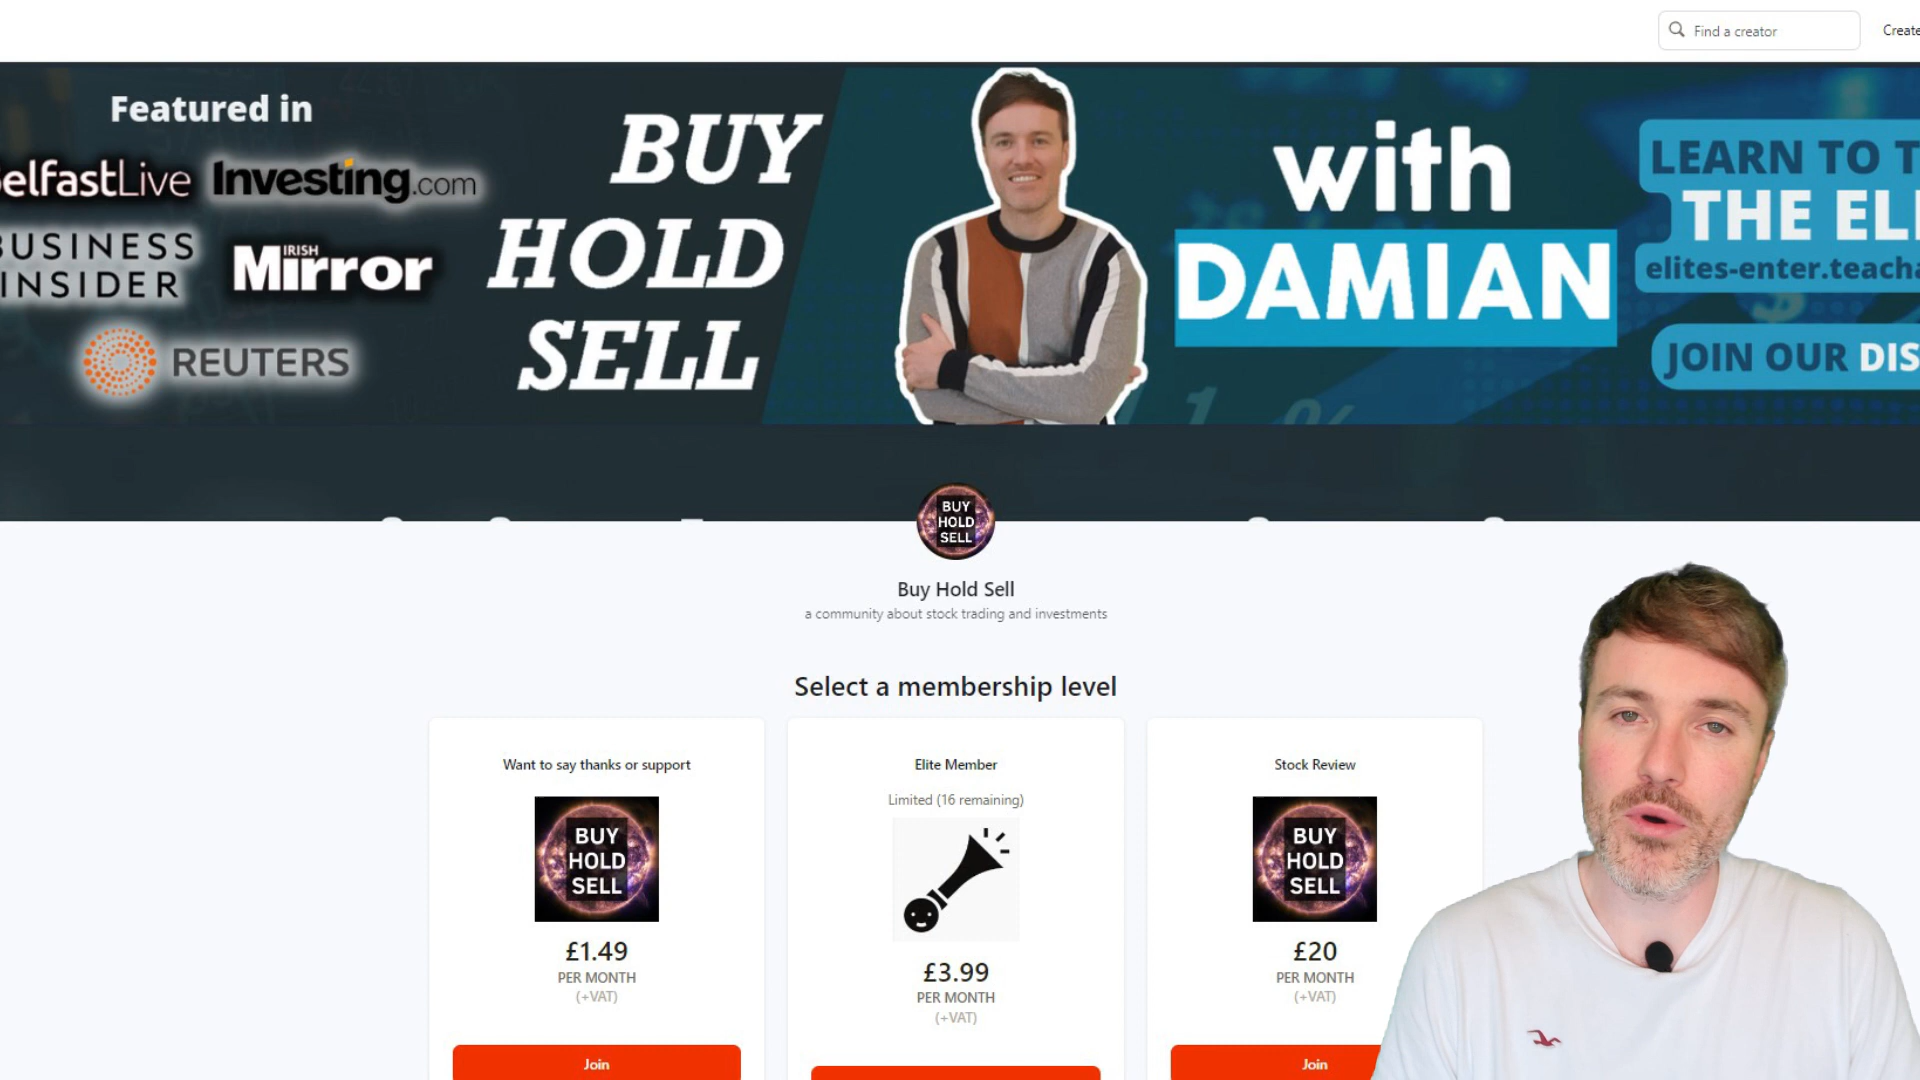 Find a creator
Create
Featured in
elfastLive
Investing.com
BUSINESS
INSIDER
IRISH
Mirror
REUTERS
BUY
HOLD
SELL
with
DAMIAN
LEARN TO T
THE EL
elites-enter.teacha
JOIN OUR DIS
BUY
HOLD
SELL
Buy Hold Sell
a community about stock trading and investments
Select a membership level
Want to say thanks or support
BUY
HOLD
SELL
£1.49
PER MONTH
(+VAT)
Join
Elite Member
Limited (16 remaining)
£3.99
PER MONTH
(+VAT)
Stock Review
BUY
HOLD
SELL
£20
PER MONTH
(+VAT)
Join